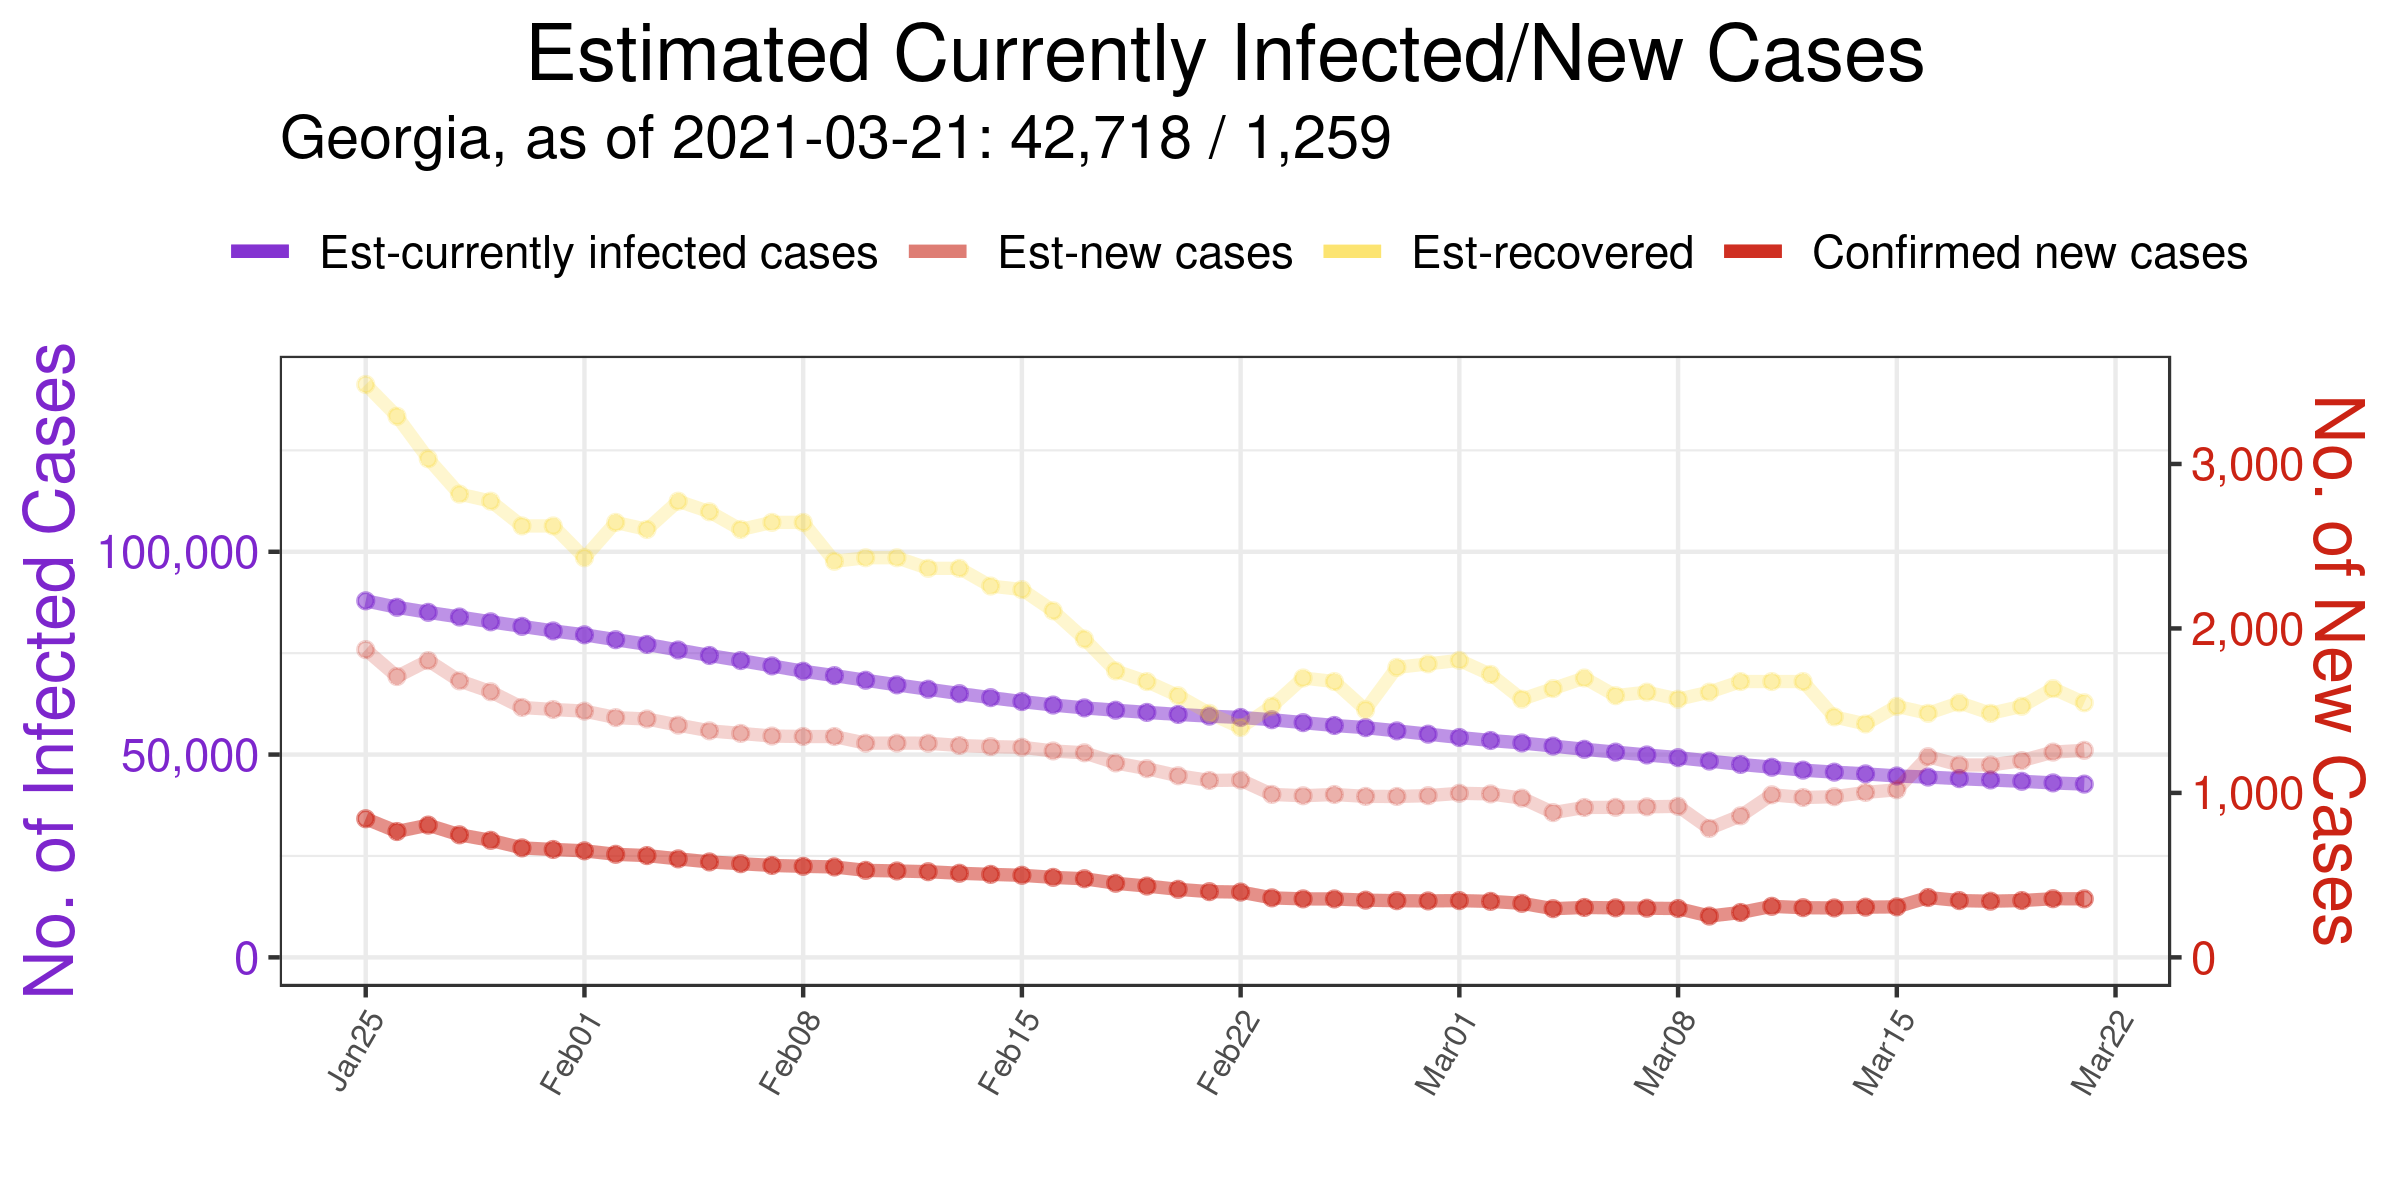 Estimated Currently Infected/New Cases
Georgia, as of 2021-03-21: 42,718 / 1,259
Est-currently infected cases Est-new cases Est-recovered Confirmed new cases
No. of Infected Cases
100,000
50,000
0
3,000
2,000
1,000
0
No. of New Cases
Jan25 Feb01 Feb08 Feb15 Feb22 Mar01 Mar08 Mar15 Mar22